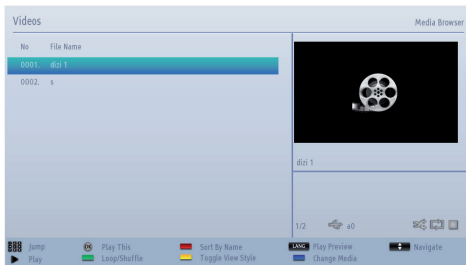 Videos Media Browser
No File Name
0001. dizi 1
0002. s
dizi 1
1/2 a0
Jump OK Play This Sort By Name LANG Play Preview Navigate
Play Loop/Shuffle Toggle View Style Change Media